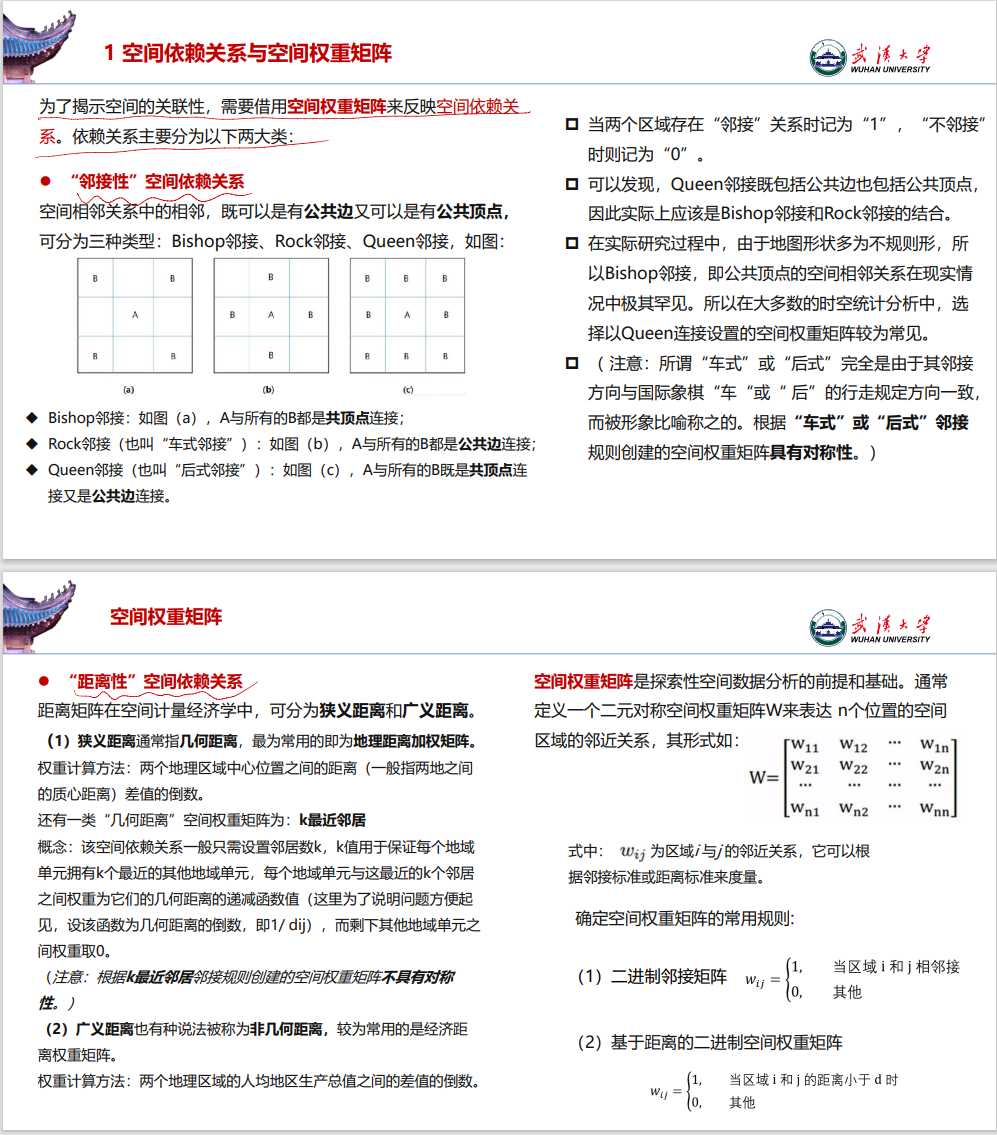 1 空间依赖关系与空间权重矩阵
武汉大学
WUHAN UNIVERSITY
为了揭示空间的关联性，需要借用空间权重矩阵来反映空间依赖关
系。依赖关系主要分为以下两大类：
“邻接性”空间依赖关系
空间相邻关系中的相邻，既可以是有公共边又可以是有公共顶点，
可分为三种类型：Bishop邻接、Rock邻接、Queen邻接，如图：
B B
A
B B
(a)
B
B A B
B
(b)
B B B
B A B
B B B
(c)
◆ Bishop邻接：如图（a），A与所有的B都是共顶点连接；
◆ Rock邻接（也叫“车式邻接”）：如图（b），A与所有的B都是公共边连接；
◆ Queen邻接（也叫“后式邻接”）：如图（c），A与所有的B既是共顶点连
接又是公共边连接。
当两个区域存在“邻接”关系时记为“1”，“不邻接”
时则记为“0”。
可以发现，Queen邻接既包括公共边也包括公共顶点，
因此实际上应该是Bishop邻接和Rock邻接的结合。
在实际研究过程中，由于地图形状多为不规则形，所
以Bishop邻接，即公共顶点的空间相邻关系在现实情
况中极其罕见。所以在大多数的时空统计分析中，选
择以Queen连接设置的空间权重矩阵较为常见。
（ 注意：所谓“车式”或“后式”完全是由于其邻接
方向与国际象棋“车“或“ 后”的行走规定方向一致，
而被形象比喻称之的。根据“车式”或“后式”邻接
规则创建的空间权重矩阵具有对称性。）
空间权重矩阵
武汉大学
WUHAN UNIVERSITY
“距离性”空间依赖关系
距离矩阵在空间计量经济学中，可分为狭义距离和广义距离。
（1）狭义距离通常指几何距离，最为常用的即为地理距离加权矩阵。
权重计算方法：两个地理区域中心位置之间的距离（一般指两地之间
的质心距离）差值的倒数。
还有一类“几何距离”空间权重矩阵为：k最近邻居
概念：该空间依赖关系一般只需设置邻居数k，k值用于保证每个地域
单元拥有k个最近的其他地域单元，每个地域单元与这最近的k个邻居
之间权重为它们的几何距离的递减函数值（这里为了说明问题方便起
见，设该函数为几何距离的倒数，即1/ dij），而剩下其他地域单元之
间权重取0。
（注意：根据k最近邻居邻接规则创建的空间权重矩阵不具有对称
性。）
（2）广义距离也有种说法被称为非几何距离，较为常用的是经济距
离权重矩阵。
权重计算方法：两个地理区域的人均地区生产总值之间的差值的倒数。
空间权重矩阵是探索性空间数据分析的前提和基础。通常
定义一个二元对称空间权重矩阵W来表达 n个位置的空间
区域的邻近关系，其形式如：
w11 w12 ⋯ w1n
w21 w22 ⋯ w2n
W=
⋯ ⋯ ⋯ ⋯
wn1 wn2 ⋯ wnn
式中： wij 为区域i 与j 的邻近关系，它可以根
据邻接标准或距离标准来度量。
确定空间权重矩阵的常用规则:
（1）二进制邻接矩阵 wij = {1, 当区域 i 和 j 相邻接
0, 其他
（2）基于距离的二进制空间权重矩阵
wij = {1, 当区域 i 和 j 的距离小于 d 时
0, 其他